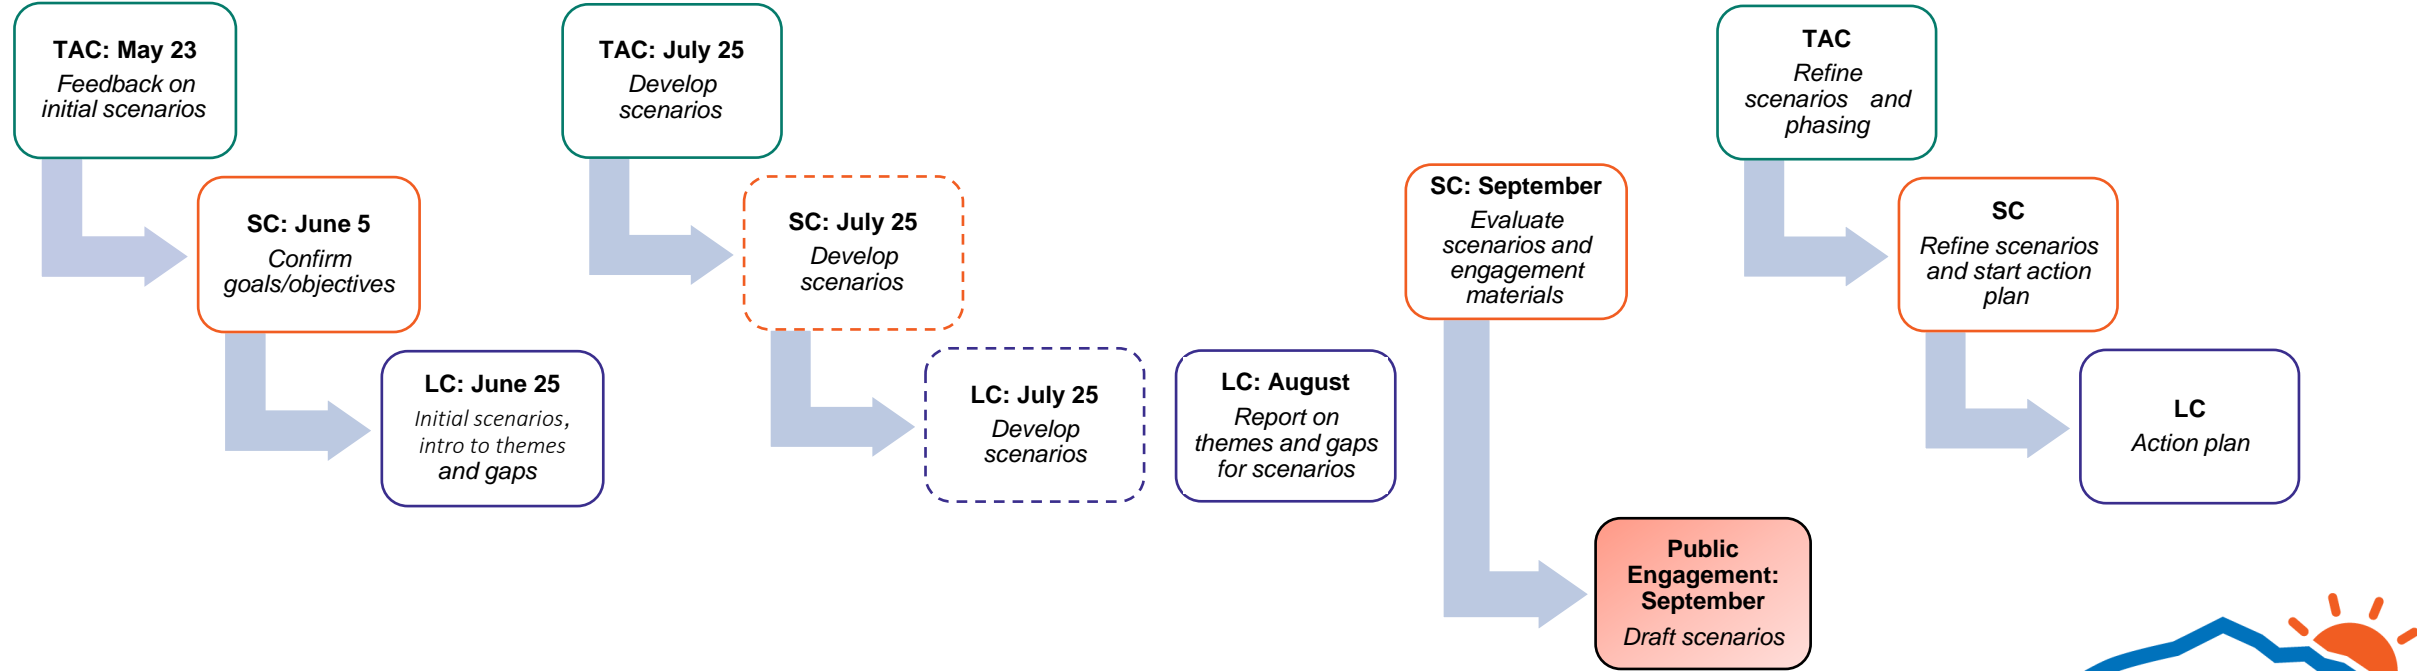 TAC: May 23
Feedback on
initial scenarios
SC: June 5
Confirm
goals/objectives
LC: June 25
Initial scenarios,
intro to themes
and gaps
TAC: July 25
Develop
scenarios
SC: July 25
Develop
scenarios
LC: July 25
Develop
scenarios
LC: August
Report on
themes and gaps
for scenarios
SC: September
Evaluate
scenarios and
engagement
materials
Public
Engagement:
September
Draft scenarios
TAC
Refine
scenarios and
phasing
SC
Refine scenarios
and start action
plan
LC
Action plan